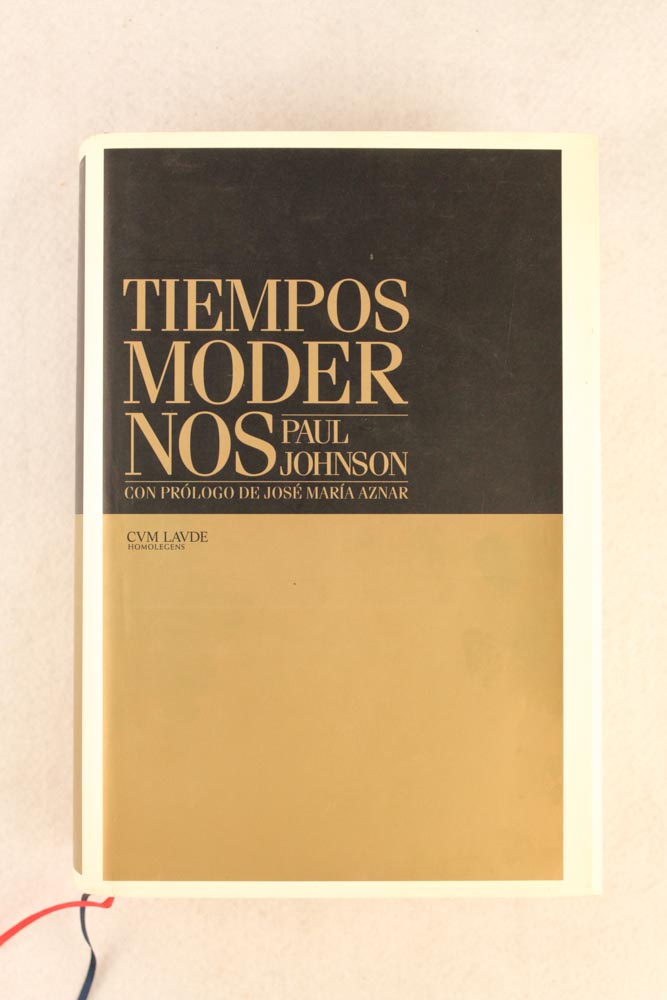 TIEMPOS
MODER
NOS
PAUL
JOHNSON
CON PRÓLOGO DE JOSÉ MARÍA AZNAR
CVM LAVDE
HOMOLEGENS